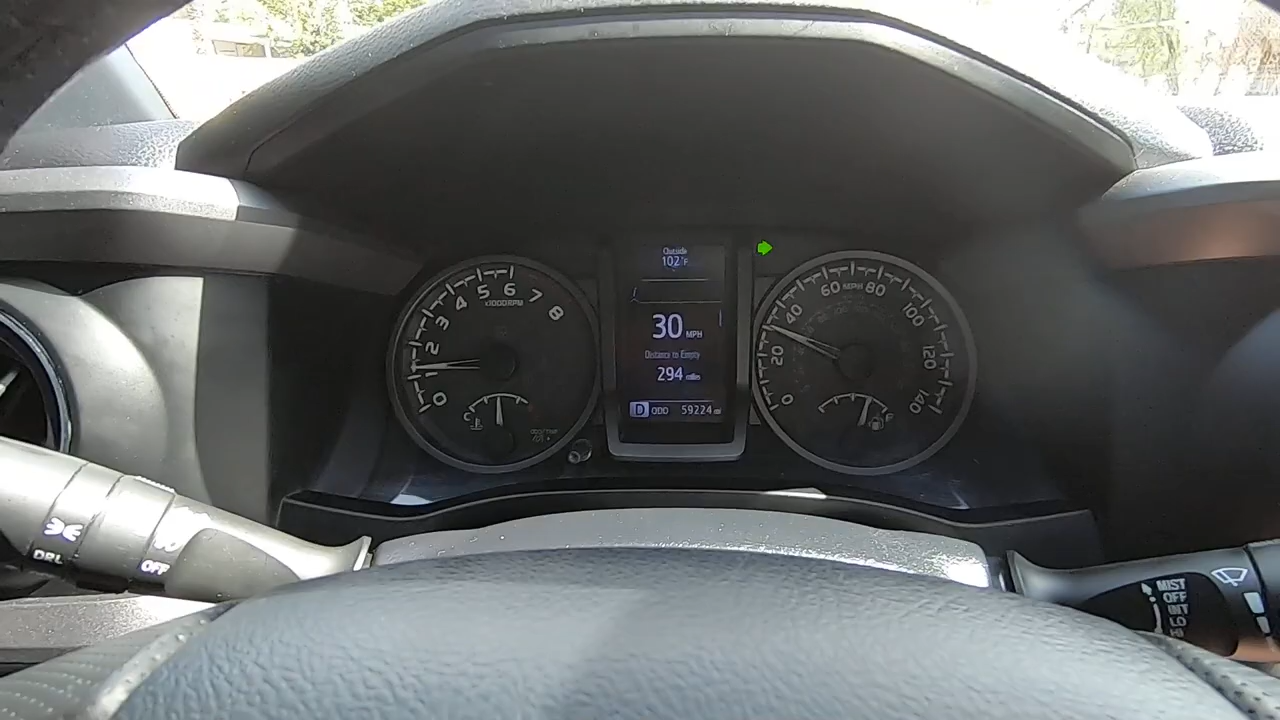 Outside
102°F
30 MPH
Distance to Empty
294 miles
D ODO 59224 mi
0 2 3 4 5 6 7 8
x1000RPM
C
0 20 40 60 80 100 120 140
MPH
DRL
OFF
MIST
OFF
INT
LO
HI